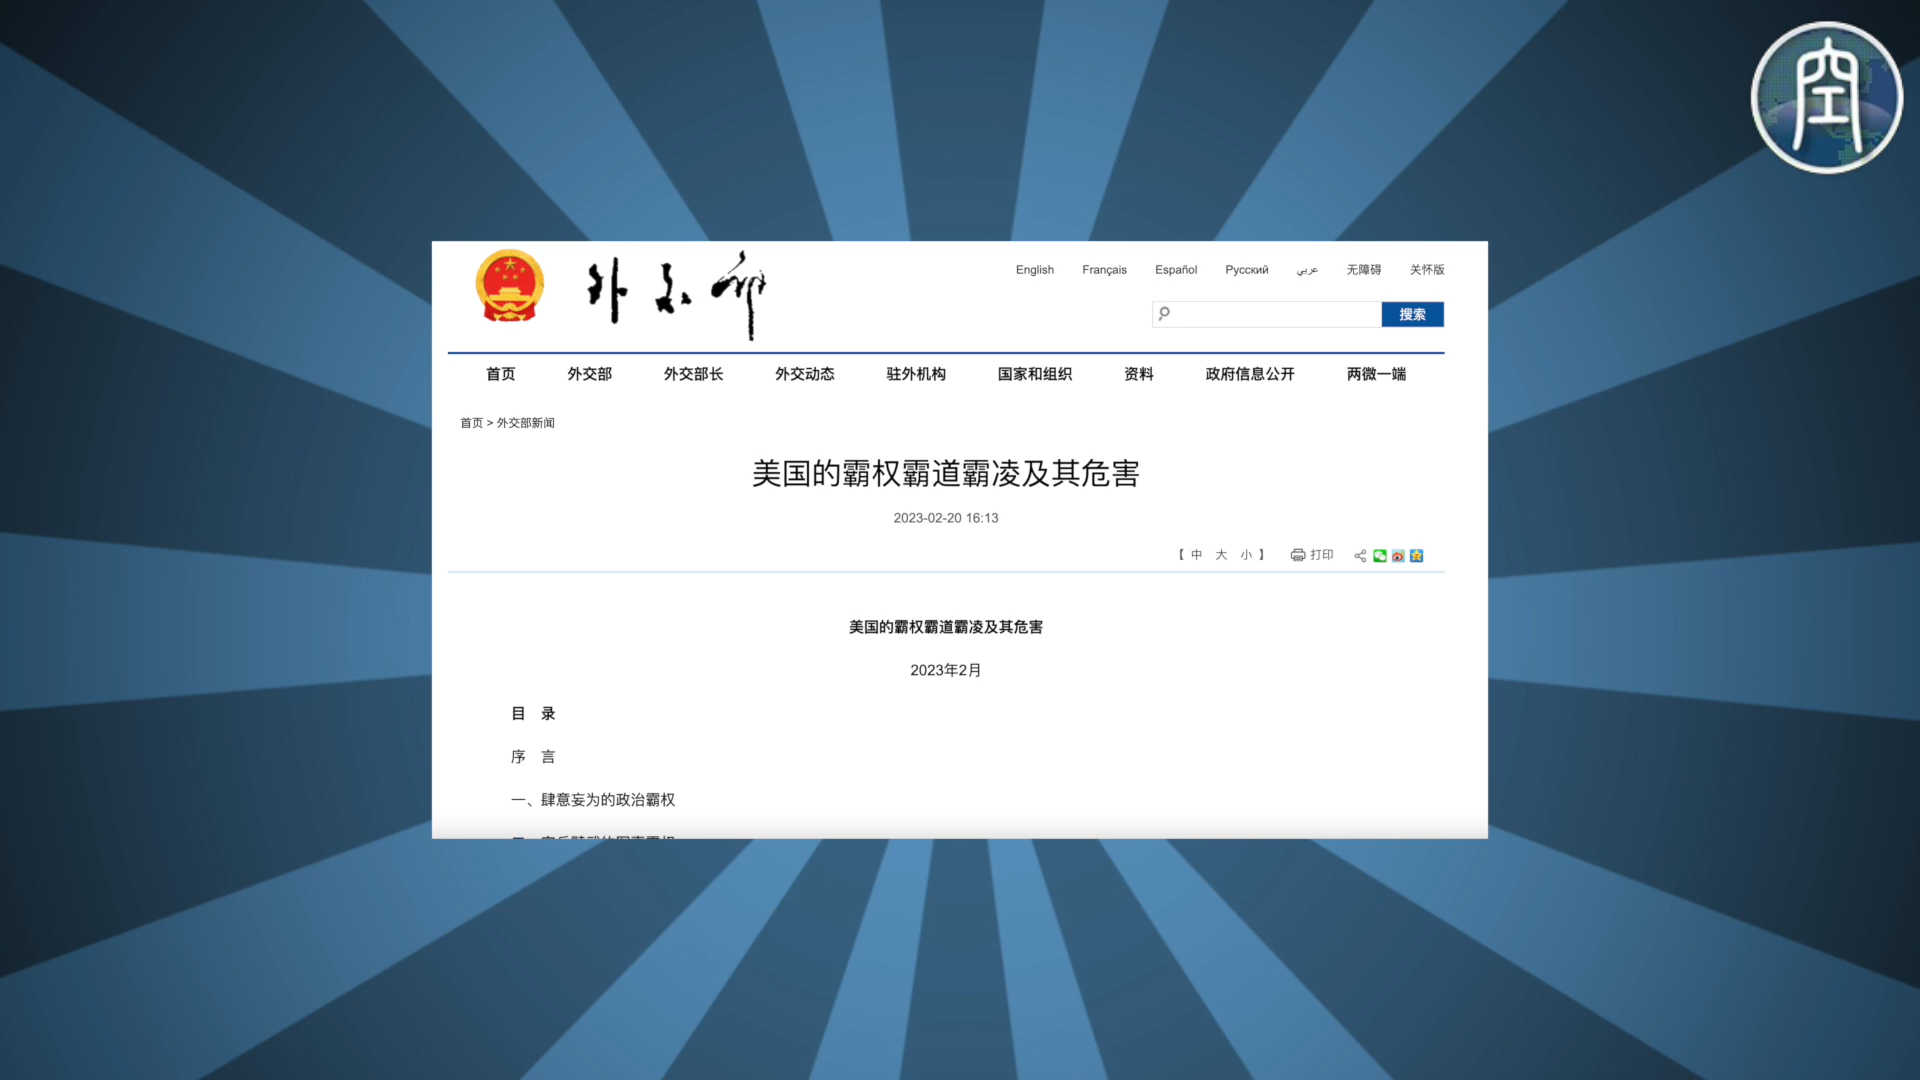 空
外交部
English Français Español Русский عربي 无障碍 关怀版
搜索
首页 外交部 外交部长 外交动态 驻外机构 国家和组织 资料 政府信息公开 两微一端
首页 > 外交部新闻
美国的霸权霸道霸凌及其危害
2023-02-20 16:13
【 中 大 小 】 打印
美国的霸权霸道霸凌及其危害
2023年2月
目 录
序 言
一、肆意妄为的政治霸权